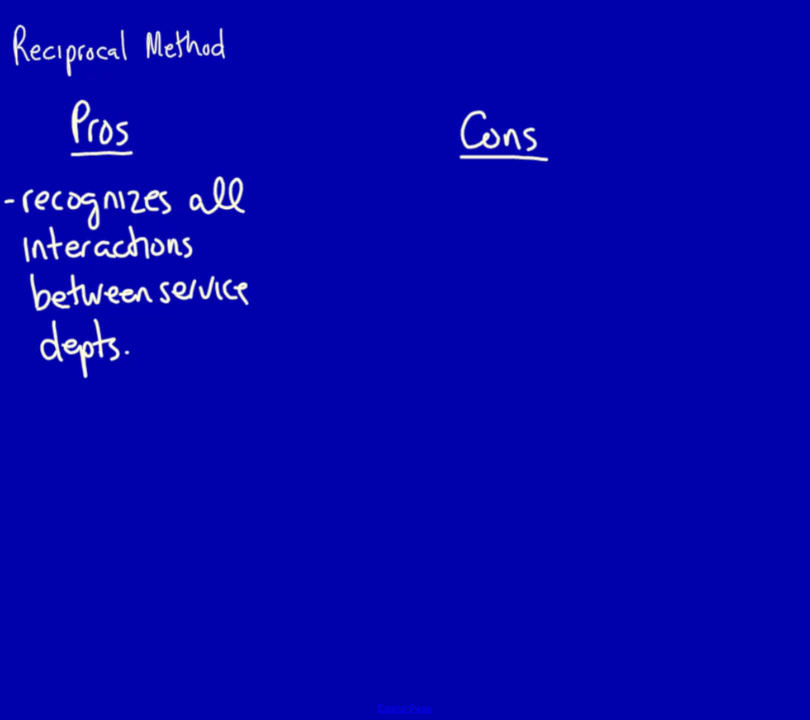 Reciprocal Method
Pros
Cons
-recognizes all
interactions
between service
depts.